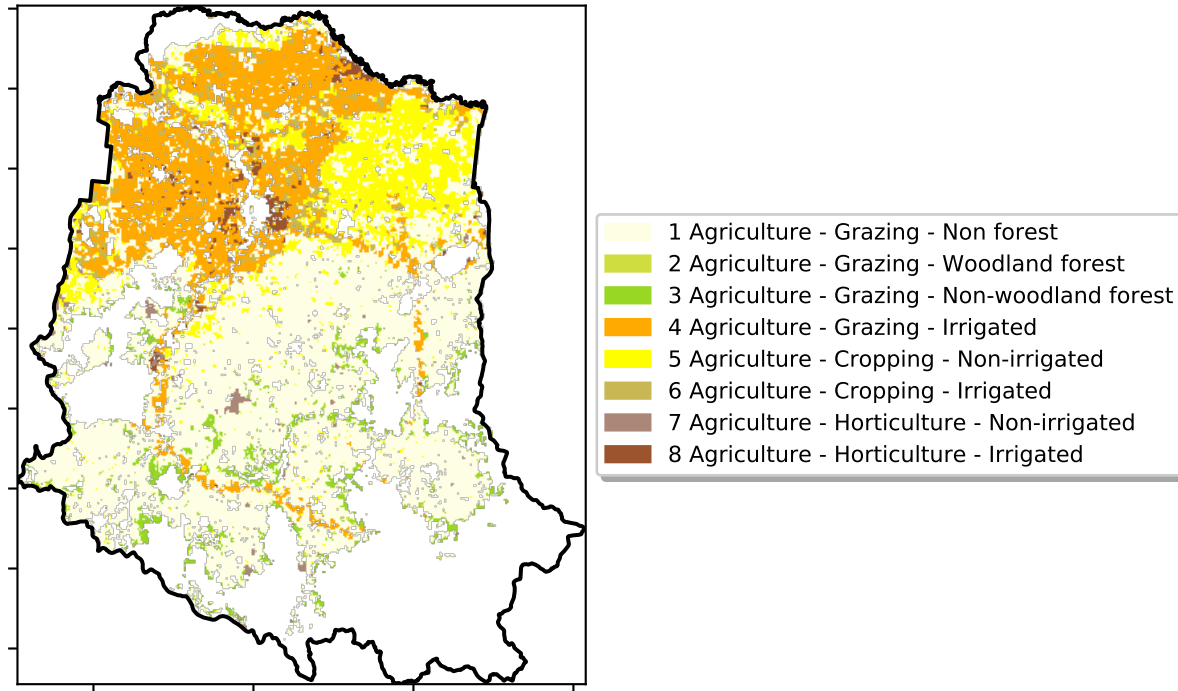 1 Agriculture - Grazing - Non forest
2 Agriculture - Grazing - Woodland forest
3 Agriculture - Grazing - Non-woodland forest
4 Agriculture - Grazing - Irrigated
5 Agriculture - Cropping - Non-irrigated
6 Agriculture - Cropping - Irrigated
7 Agriculture - Horticulture - Non-irrigated
8 Agriculture - Horticulture - Irrigated